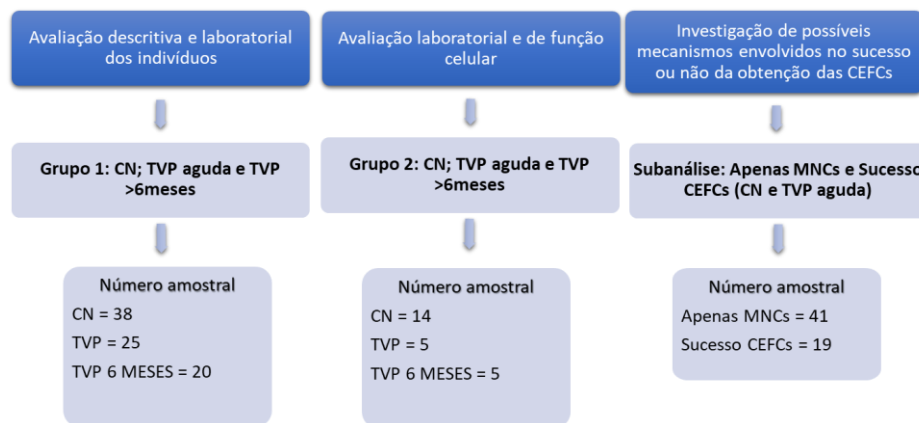 Avaliação descritiva e laboratorial
dos indivíduos
Grupo 1: CN; TVP aguda e TVP
>6meses
Número amostral
CN = 38
TVP = 25
TVP 6 MESES = 20
Avaliação laboratorial e de função
celular
Grupo 2: CN; TVP aguda e TVP
>6meses
Número amostral
CN = 14
TVP = 5
TVP 6 MESES = 5
Investigação de possíveis
mecanismos envolvidos no sucesso
ou não da obtenção das CEFCs
Subanálise: Apenas MNCs e Sucesso
CEFCs (CN e TVP aguda)
Número amostral
Apenas MNCs = 41
Sucesso CEFCs = 19